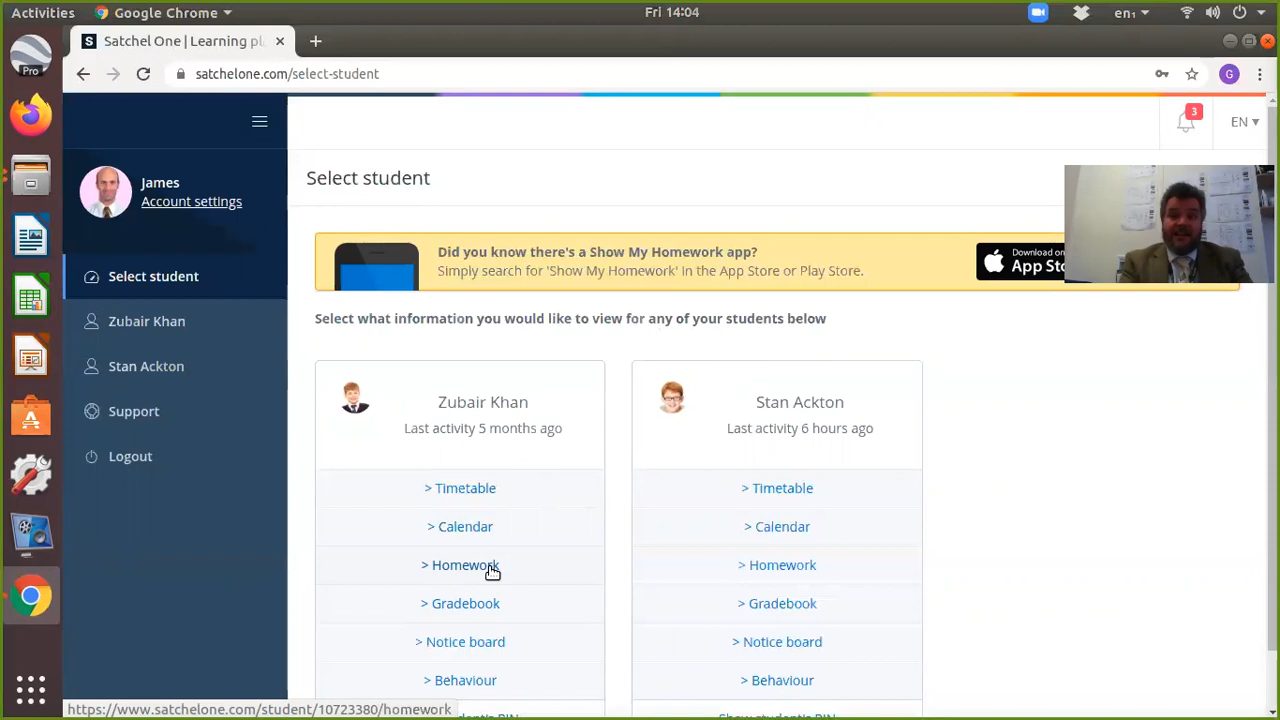 Activities
Google Chrome
Fri 14:04
en₁
Pro
S
Satchel One | Learning pl
satchelone.com/select-student
G
3
EN
James
Account settings
Select student
Zubair Khan
Stan Ackton
Support
Logout
Select student
Did you know there's a Show My Homework app?
Simply search for 'Show My Homework' in the App Store or Play Store.
Download on
App Sto
Select what information you would like to view for any of your students below
Zubair Khan
Last activity 5 months ago
> Timetable
> Calendar
> Homework
> Gradebook
> Notice board
> Behaviour
Stan Ackton
Last activity 6 hours ago
> Timetable
> Calendar
> Homework
> Gradebook
> Notice board
> Behaviour
https://www.satchelone.com/student/10723380/homework